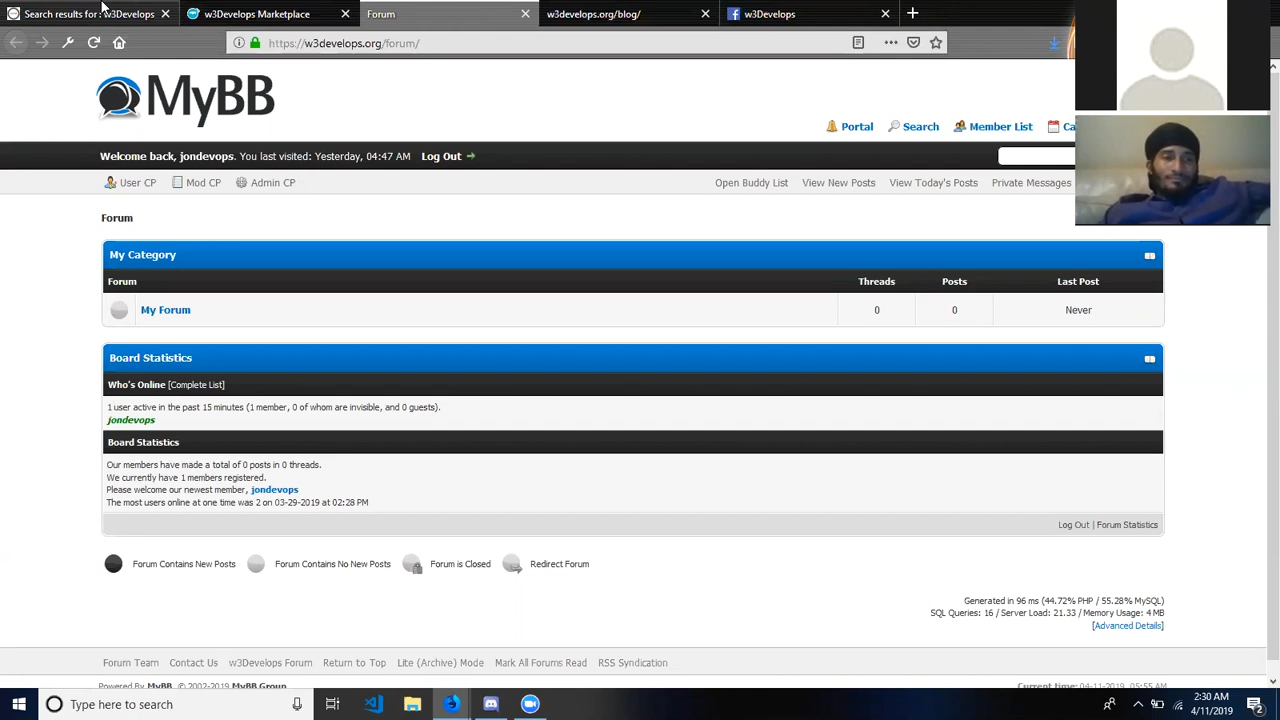 Search results for: w3Develops
w3Develops Marketplace
Forum
w3develops.org/blog/
w3Develops
https://w3develops.org/forum/
MyBB
Portal Search Member List Ca
Welcome back, jondevops. You last visited: Yesterday, 04:47 AM Log Out
User CP Mod CP Admin CP
Open Buddy List View New Posts View Today's Posts Private Messages
Forum
My Category
Forum Threads Posts Last Post
My Forum 0 0 Never
Board Statistics
Who's Online [Complete List]
1 user active in the past 15 minutes (1 member, 0 of whom are invisible, and 0 guests).
jondevops
Board Statistics
Our members have made a total of 0 posts in 0 threads.
We currently have 1 members registered.
Please welcome our newest member, jondevops
The most users online at one time was 2 on 03-29-2019 at 02:28 PM
Log Out | Forum Statistics
Forum Contains New Posts Forum Contains No New Posts Forum is Closed Redirect Forum
Generated in 96 ms (44.72% PHP / 55.28% MySQL)
SQL Queries: 16 / Server Load: 21.33 / Memory Usage: 4 MB
[Advanced Details]
Forum Team Contact Us w3Develops Forum Return to Top Lite (Archive) Mode Mark All Forums Read RSS Syndication
Powered By MyBB, © 2002-2019 MyBB Group. Current time: 04-11-2019, 05:55 AM
Type here to search
2:30 AM
4/11/2019
2